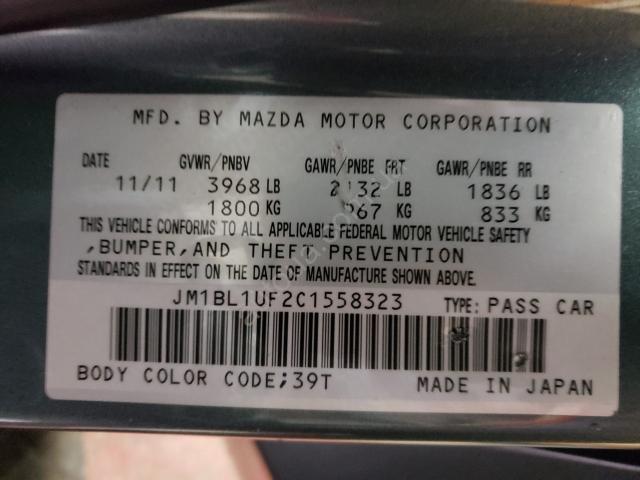 MFD. BY MAZDA MOTOR CORPORATION
DATE GVWR/PNBV GAWR/PNBE FRT GAWR/PNBE RR
11/11 3968 LB 2132 LB 1836 LB
1800 KG 967 KG 833 KG
THIS VEHICLE CONFORMS TO ALL APPLICABLE FEDERAL MOTOR VEHICLE SAFETY
,BUMPER,AND THEFT PREVENTION
STANDARDS IN EFFECT ON THE DATE OF MANUFACTURE SHOWN ABOVE.
JM1BL1UF2C1558323 TYPE: PASS CAR
BODY COLOR CODE;39T MADE IN JAPAN